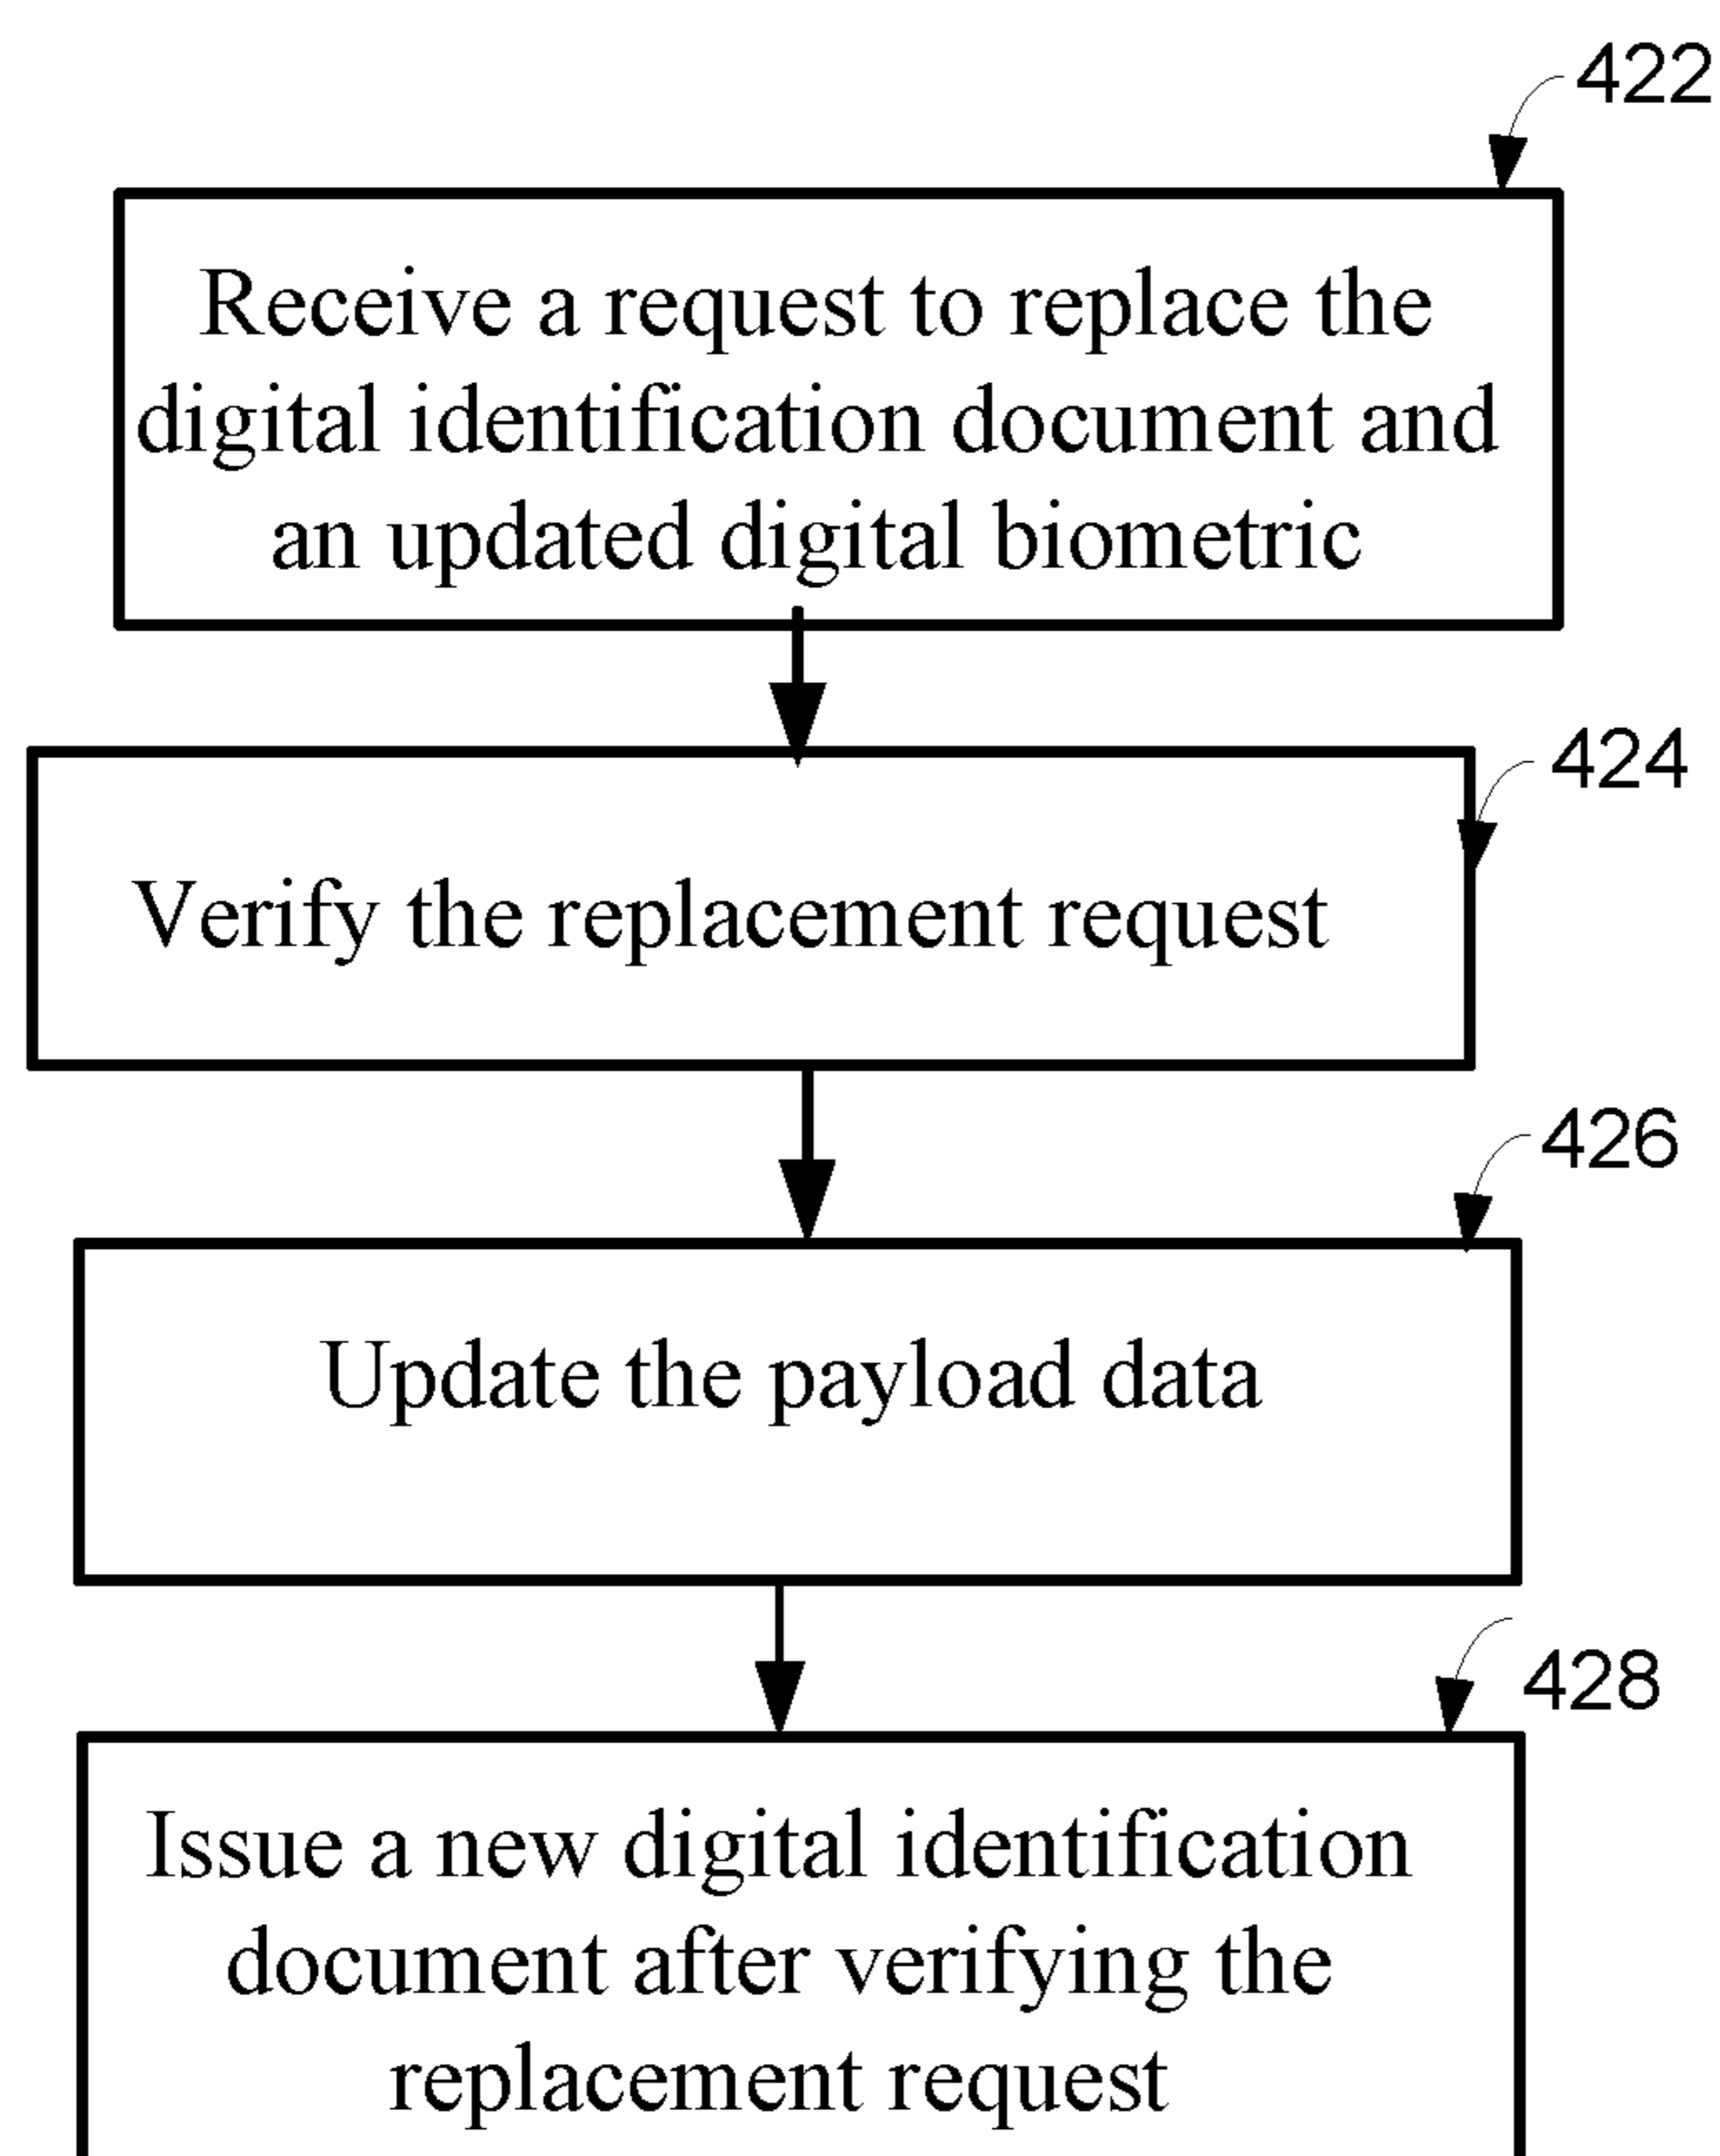 422
Receive a request to replace the
digital identification document and
an updated digital biometric
424
Verify the replacement request
426
Update the payload data
428
Issue a new digital identification
document after verifying the
replacement request